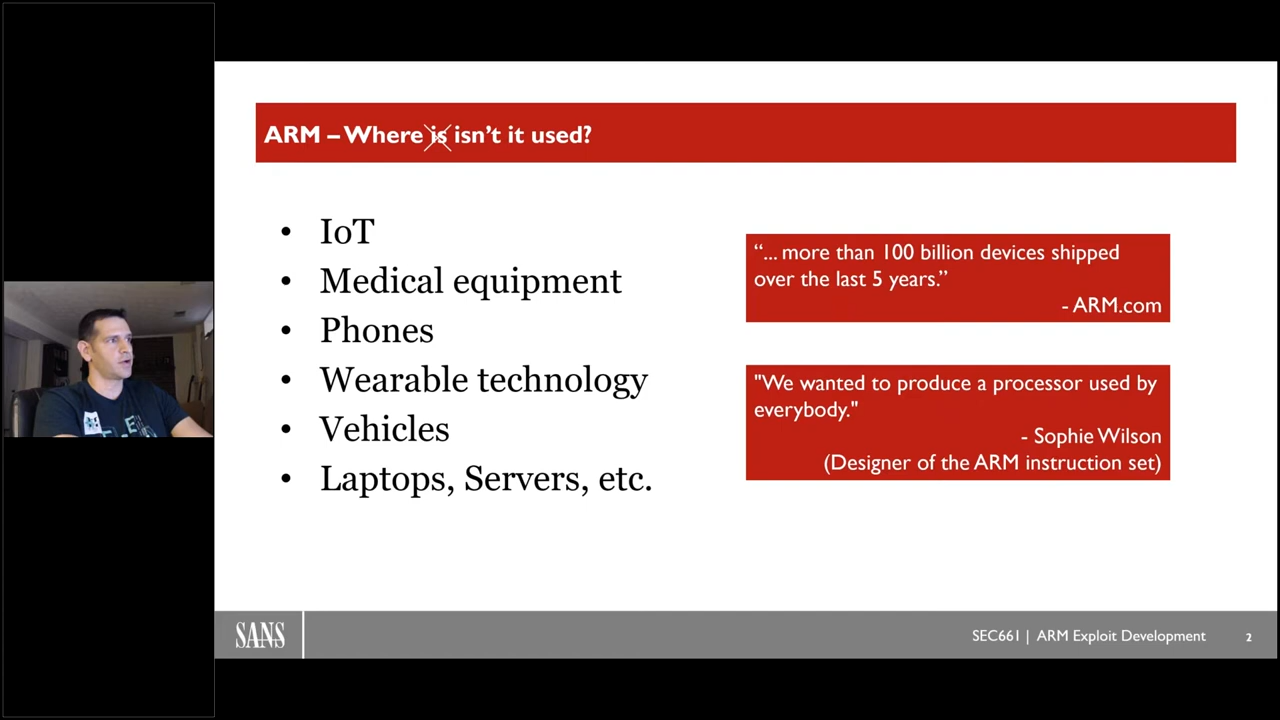 ARM – Where is isn’t it used?
• IoT
• Medical equipment
• Phones
• Wearable technology
• Vehicles
• Laptops, Servers, etc.
“... more than 100 billion devices shipped
over the last 5 years.”
- ARM.com
"We wanted to produce a processor used by
everybody."
- Sophie Wilson
(Designer of the ARM instruction set)
SANS
SEC661 | ARM Exploit Development
2